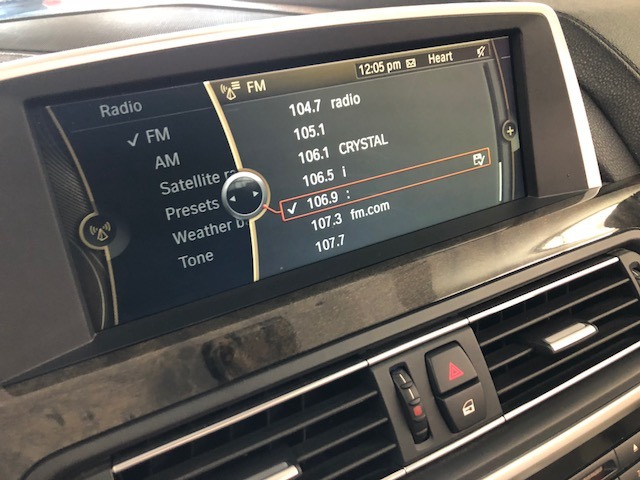 12:05 pm Heart
Radio
FM
FM
AM
Satellite ra
Presets
Weather b
Tone
104.7 radio
105.1
106.1 CRYSTAL
106.5 i
106.9 :
107.3 fm.com
107.7